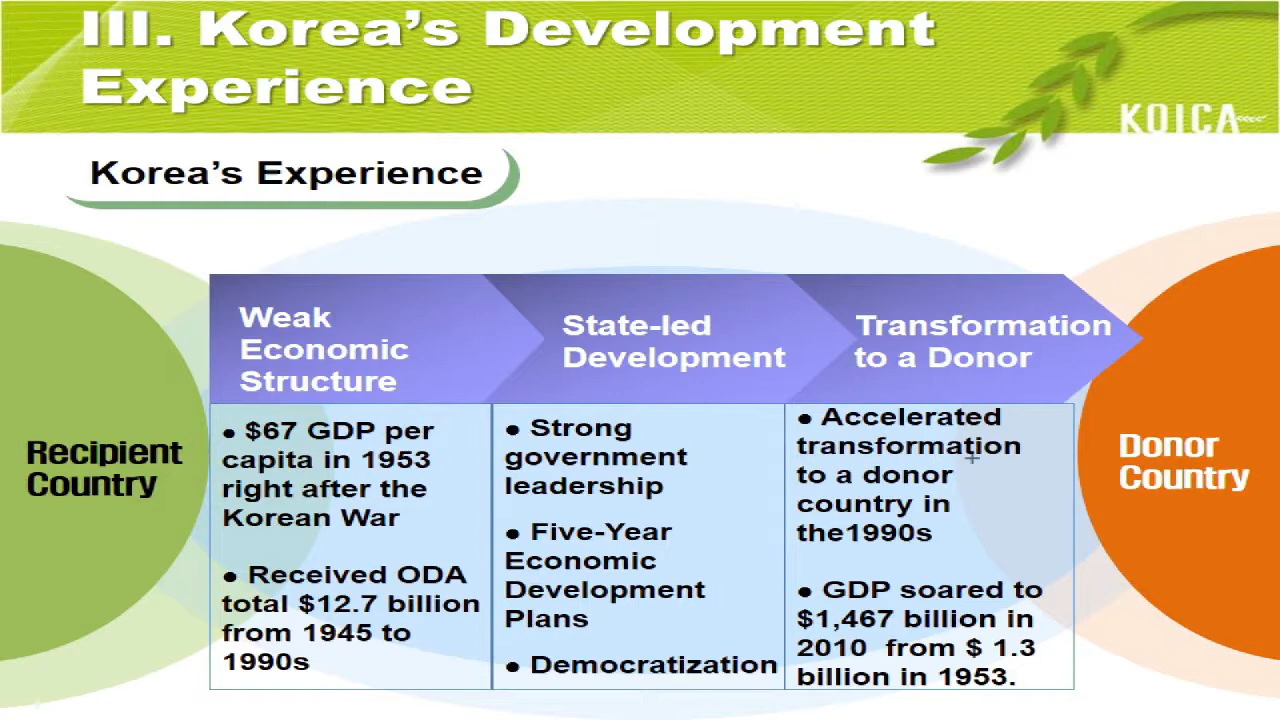 III. Korea's Development
Experience
KOICA
Korea's Experience
Recipient
Country
Weak
Economic
Structure
● $67 GDP per
capita in 1953
right after the
Korean War
● Received ODA
total $12.7 billion
from 1945 to
1990s
State-led
Development
● Strong
government
leadership
● Five-Year
Economic
Development
Plans
● Democratization
Transformation
to a Donor
● Accelerated
transformation
to a donor
country in
the1990s
● GDP soared to
$1,467 billion in
2010  from $ 1.3
billion in 1953.
Donor
Country